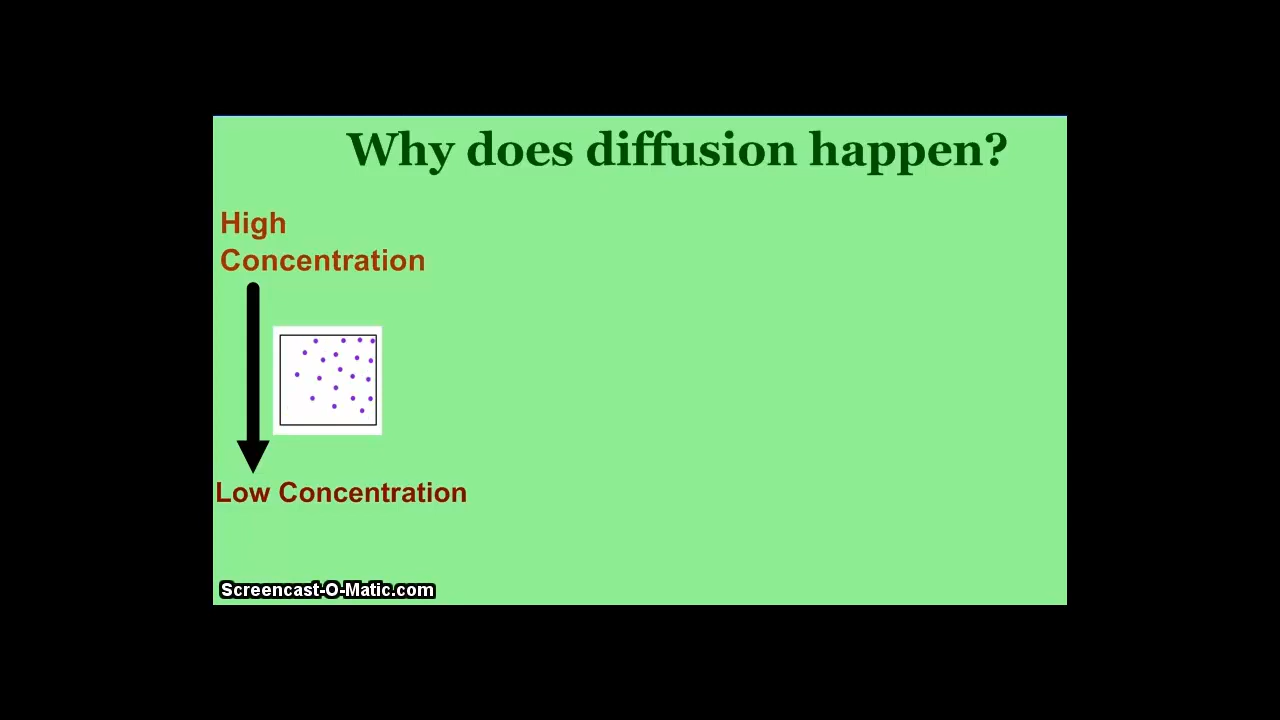 Why does diffusion happen?
High
Concentration
Low Concentration
Screencast-O-Matic.com